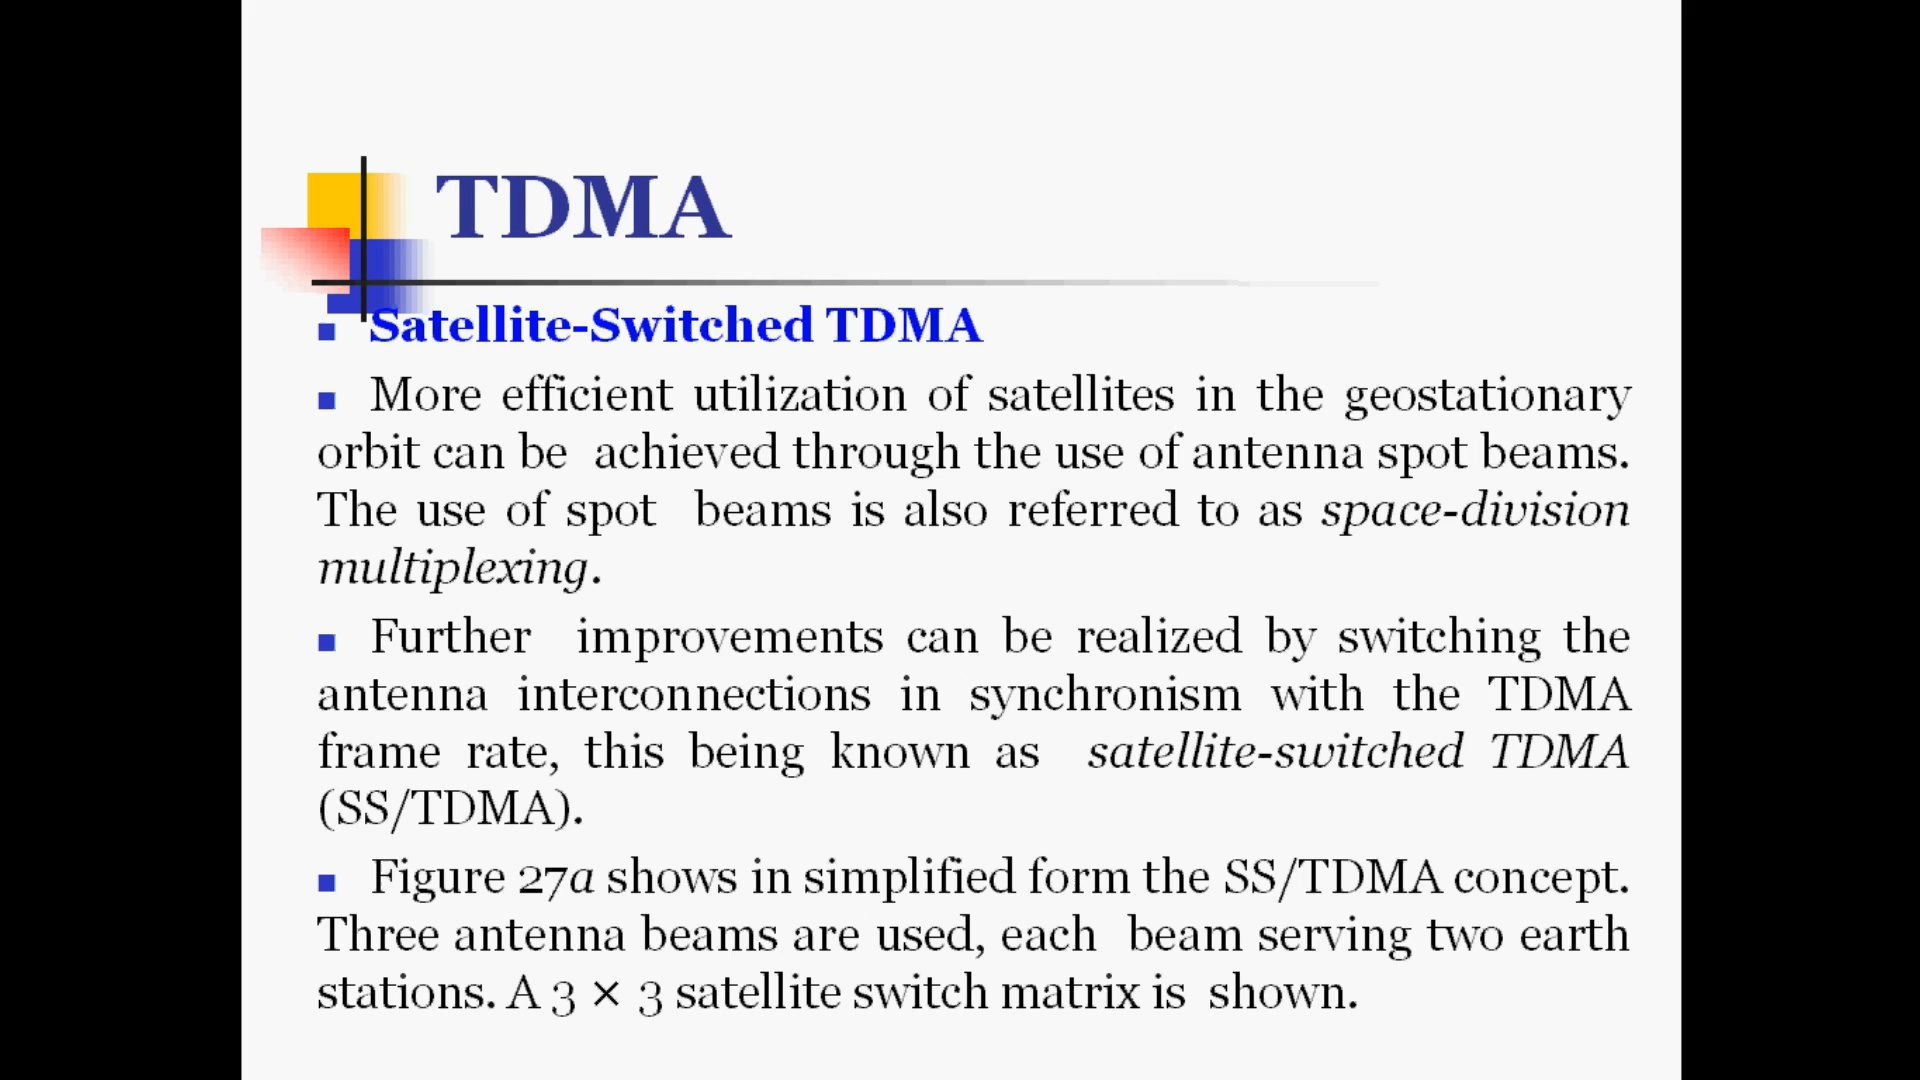 TDMA
Satellite-Switched TDMA
More efficient utilization of satellites in the geostationary
orbit can be achieved through the use of antenna spot beams.
The use of spot beams is also referred to as space-division
multiplexing.
Further improvements can be realized by switching the
antenna interconnections in synchronism with the TDMA
frame rate, this being known as satellite-switched TDMA
(SS/TDMA).
Figure 27a shows in simplified form the SS/TDMA concept.
Three antenna beams are used, each beam serving two earth
stations. A 3 × 3 satellite switch matrix is shown.